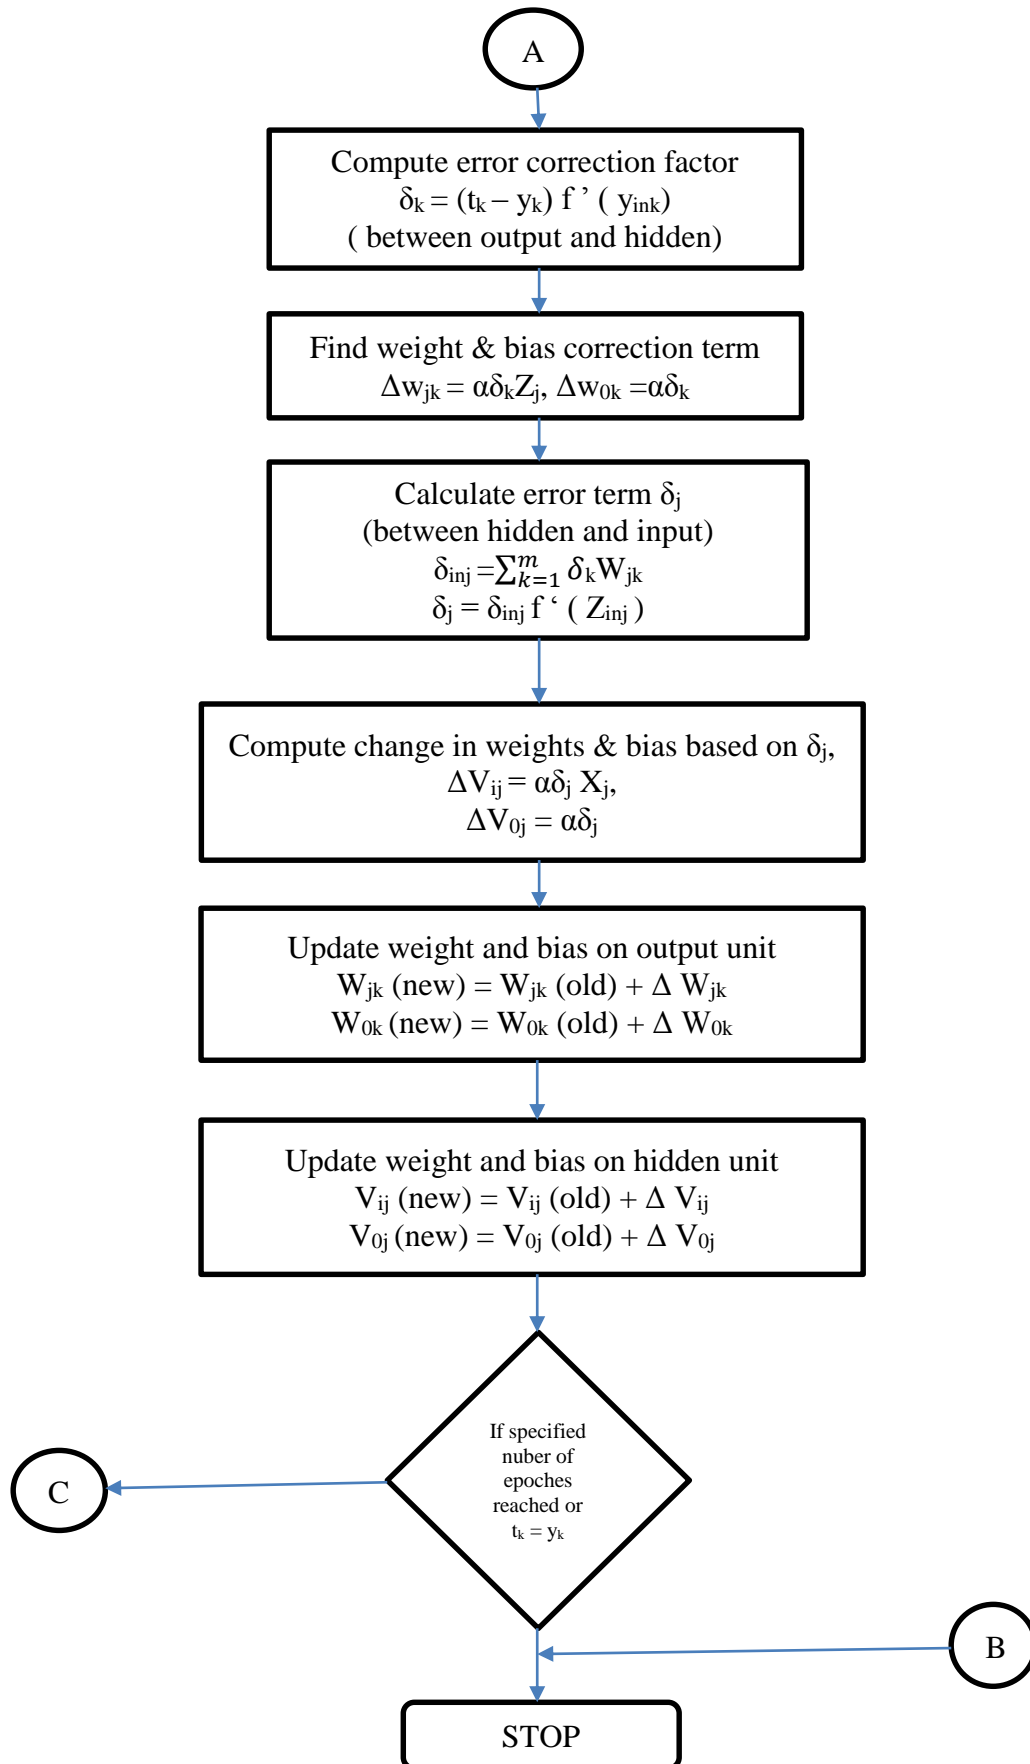 A
Compute error correction factor
δₖ = (tₖ – yₖ) f ’ ( yᵢₙₖ)
( between output and hidden)
Find weight & bias correction term
Δwⱼₖ = αδₖZⱼ, Δw₀ₖ =αδₖ
Calculate error term δⱼ
(between hidden and input)
δᵢₙⱼ =∑ₖ₌₁ᵐ δₖWⱼₖ
δⱼ = δᵢₙⱼ f ‘ ( Zᵢₙⱼ )
Compute change in weights & bias based on δⱼ,
ΔVᵢⱼ = αδⱼ Xⱼ,
ΔV₀ⱼ = αδⱼ
Update weight and bias on output unit
Wⱼₖ (new) = Wⱼₖ (old) + Δ Wⱼₖ
W₀ₖ (new) = W₀ₖ (old) + Δ W₀ₖ
Update weight and bias on hidden unit
Vᵢⱼ (new) = Vᵢⱼ (old) + Δ Vᵢⱼ
V₀ⱼ (new) = V₀ⱼ (old) + Δ V₀ⱼ
If specified
nuber of
epoches
reached or
tₖ = yₖ
C
B
STOP